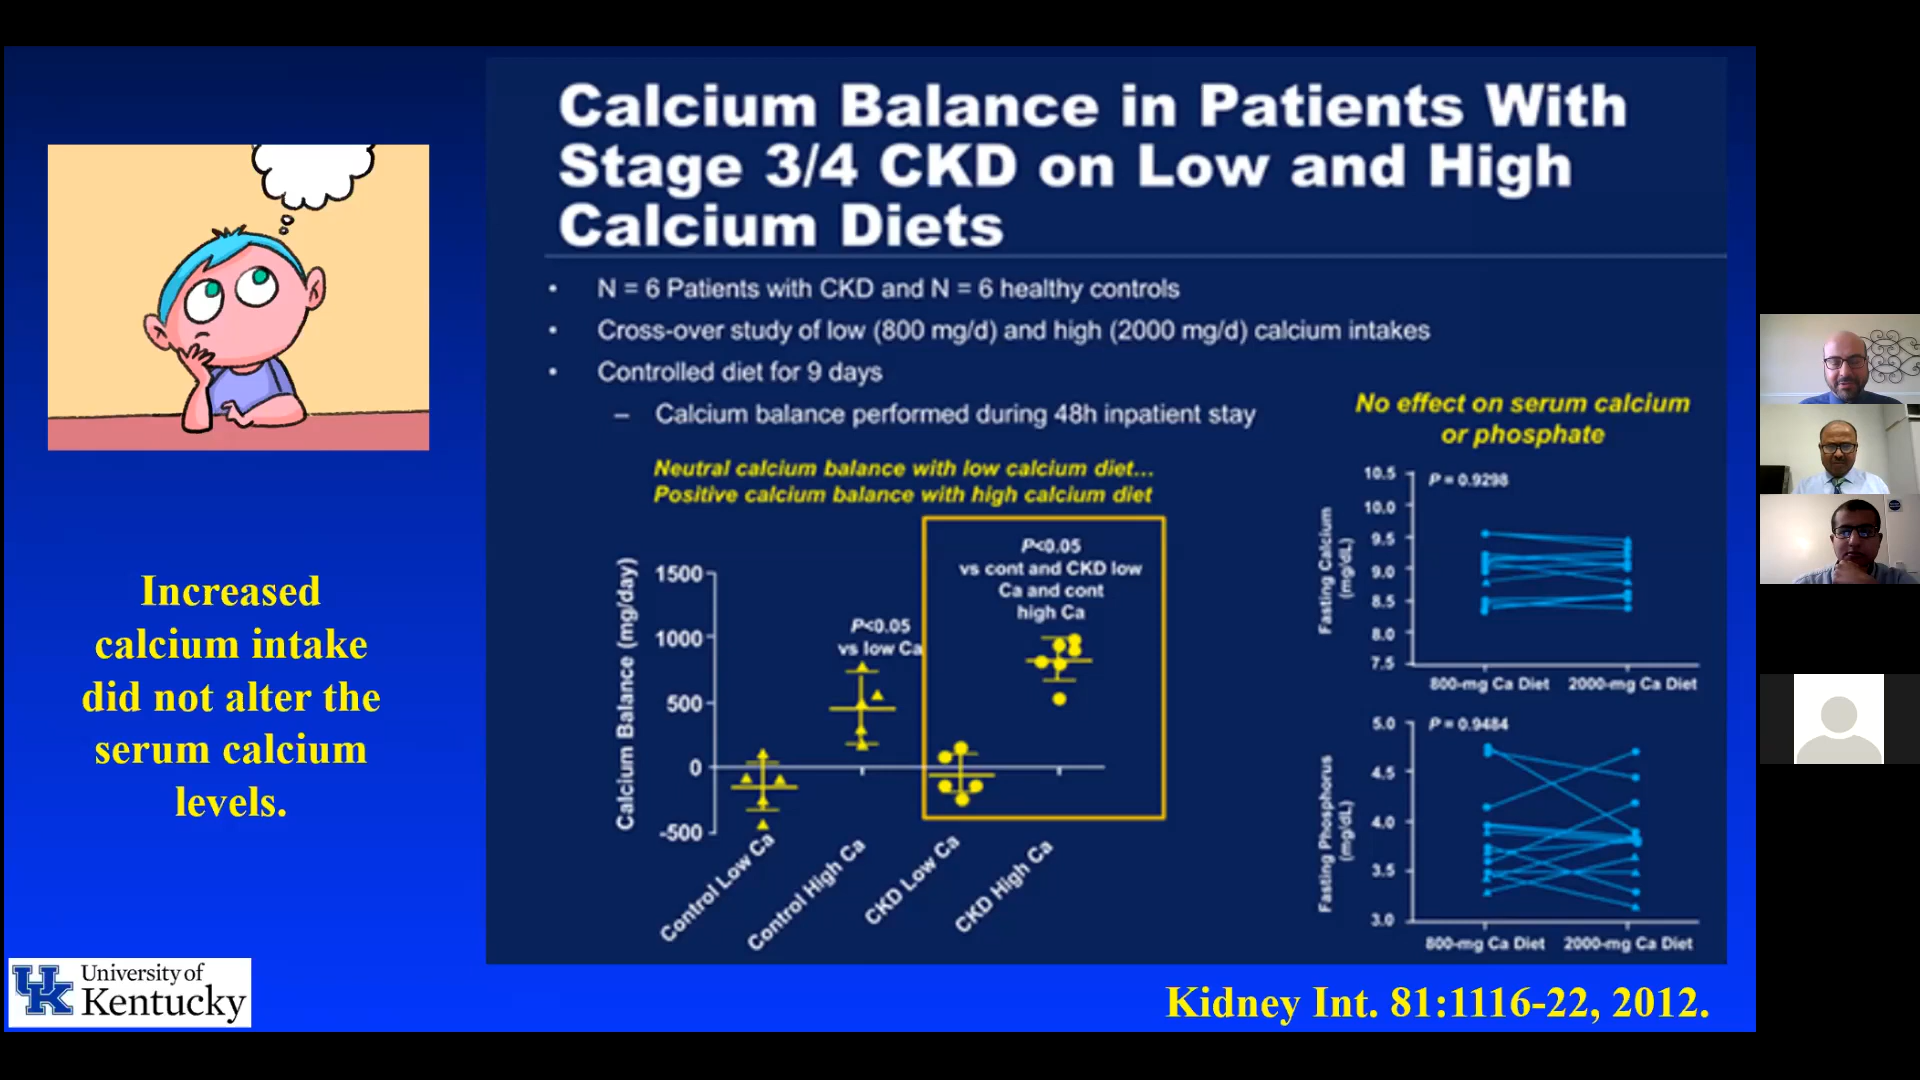 Calcium Balance in Patients With
Stage 3/4 CKD on Low and High
Calcium Diets
• N = 6 Patients with CKD and N = 6 healthy controls
• Cross-over study of low (800 mg/d) and high (2000 mg/d) calcium intakes
• Controlled diet for 9 days
– Calcium balance performed during 48h inpatient stay
Neutral calcium balance with low calcium diet...
Positive calcium balance with high calcium diet
Calcium Balance (mg/day)
1500
1000
500
0
-500
P<0.05
vs low Ca
P<0.05
vs cont and CKD low
Ca and cont
high Ca
Control Low Ca
Control High Ca
CKD Low Ca
CKD High Ca
No effect on serum calcium
or phosphate
Fasting Calcium
(mg/dL)
10.5
10.0
9.5
9.0
8.5
8.0
7.5
P = 0.9298
800-mg Ca Diet
2000-mg Ca Diet
Fasting Phosphorus
(mg/dL)
5.0
4.5
4.0
3.5
3.0
P = 0.9484
800-mg Ca Diet
2000-mg Ca Diet
Increased
calcium intake
did not alter the
serum calcium
levels.
UK
University of
Kentucky
Kidney Int. 81:1116-22, 2012.